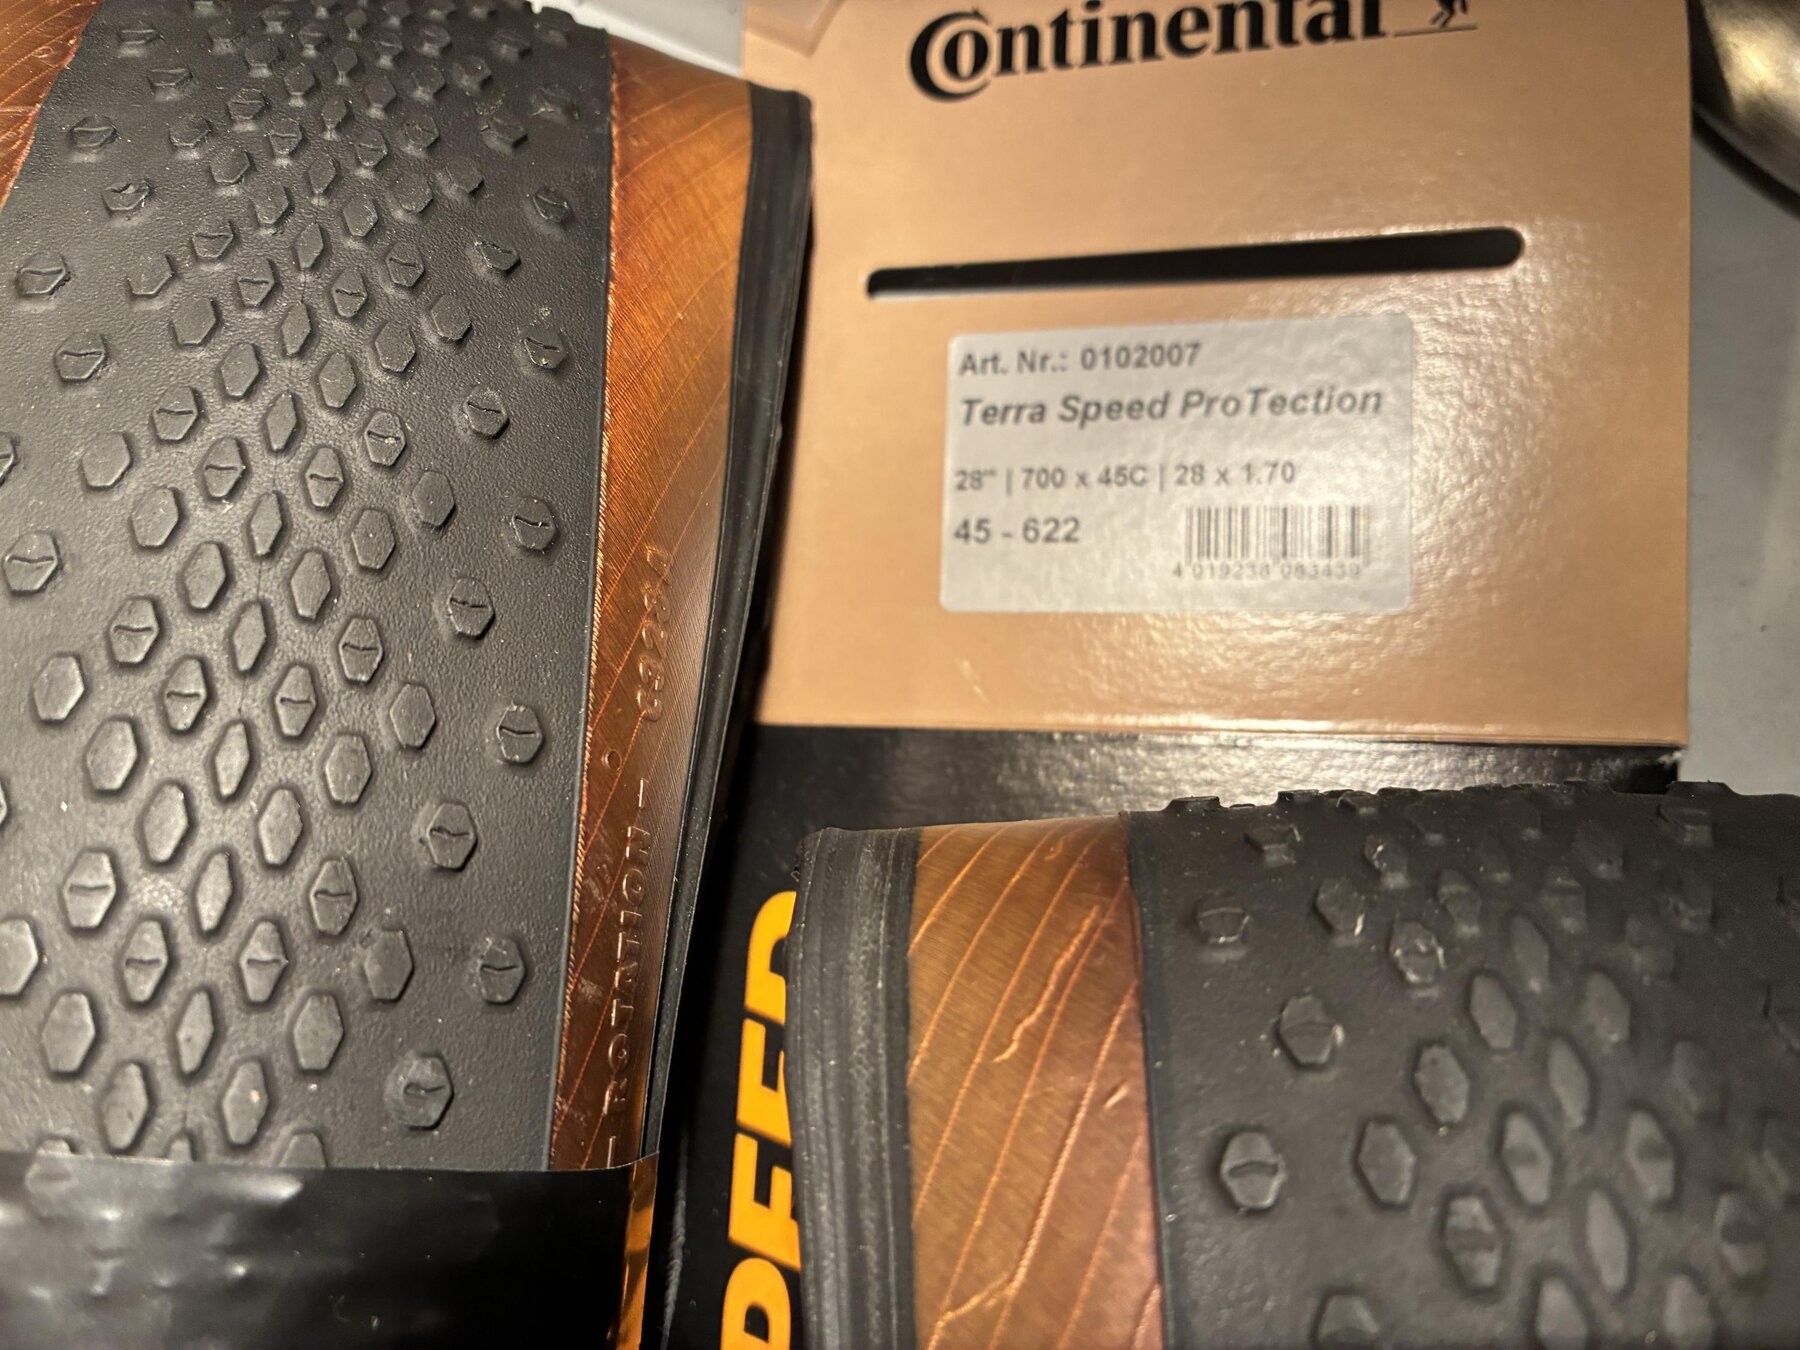 Continental
Art. Nr.: 0102007
Terra Speed ProTection
28" | 700 x 45C | 28 x 1.70
45 - 622
4 019238 083439
ROTATION
PEED